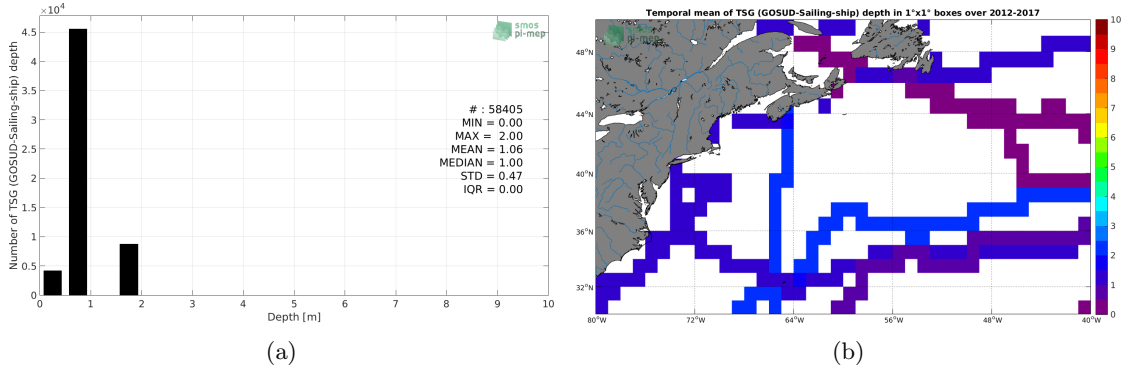 ×10⁴
4.5
4
3.5
3
2.5
2
1.5
1
0.5
0
Number of TSG (GOSUD-Sailing-ship) depth
smos
pi-mep
# : 58405
MIN = 0.00
MAX = 2.00
MEAN = 1.06
MEDIAN = 1.00
STD = 0.47
IQR = 0.00
0 1 2 3 4 5 6 7 8 9 10
Depth [m]
(a)
Temporal mean of TSG (GOSUD-Sailing-ship) depth in 1°x1° boxes over 2012-2017
smos
pi-mep
48°N
44°N
40°N
36°N
32°N
80°W 72°W 64°W 56°W 48°W 40°W
10
9
8
7
6
5
4
3
2
1
0
(b)